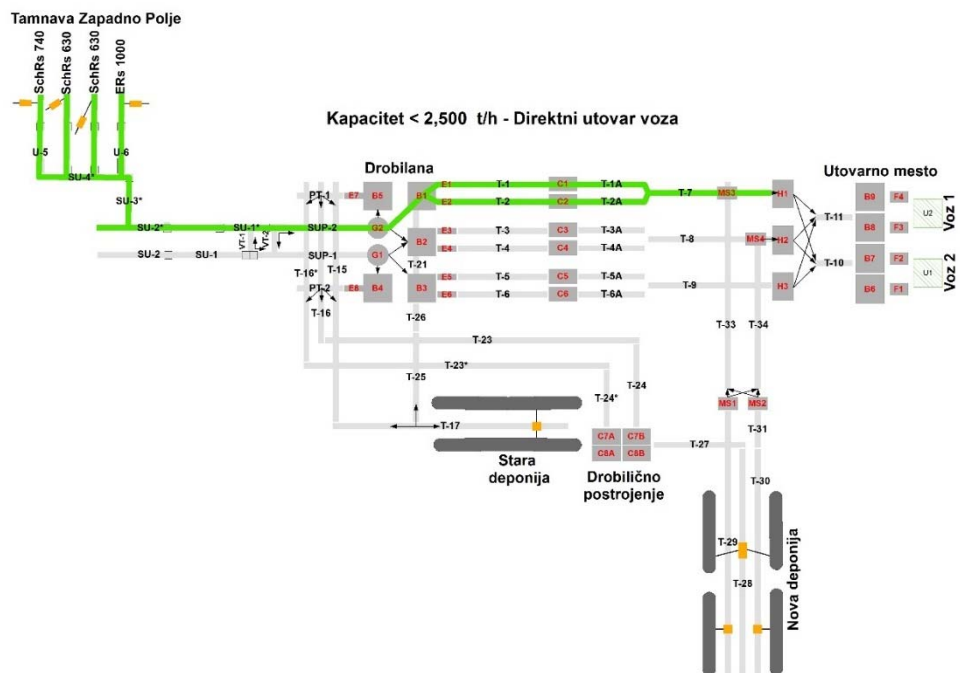 Tamnava Zapadno Polje
SchRs 740
SchRs 630
SchRs 630
ERs 1000
Kapacitet < 2,500 t/h - Direktni utovar voza
U-5
U-6
SU-4*
SU-3*
Drobilana
Utovarno mesto
PT-1
E7
B5
B1
E1
T-1
C1
T-1A
E2
T-2
C2
T-2A
T-7
MS3
H1
B9
F4
U2
Voz 1
SU-2*
SU-1*
VT-1
VT-2
SUP-2
G2
E3
T-3
C3
T-3A
T-11
B8
F3
B2
E4
T-4
C4
T-4A
T-8
MS4
H2
SU-2
SU-1
SUP-1
G1
T-21
T-10
B7
F2
U1
Voz 2
T-16*
T-15
E5
T-5
C5
T-5A
PT-2
E8
B4
B3
E6
T-6
C6
T-6A
T-9
H3
B6
F1
T-16
T-26
T-33
T-34
T-23
T-23*
T-25
T-24
T-24*
MS1
MS2
T-17
T-31
C7A
C7B
C8A
C8B
T-27
Stara
deponija
Drobilično
postrojenje
T-30
T-29
T-28
Nova deponija